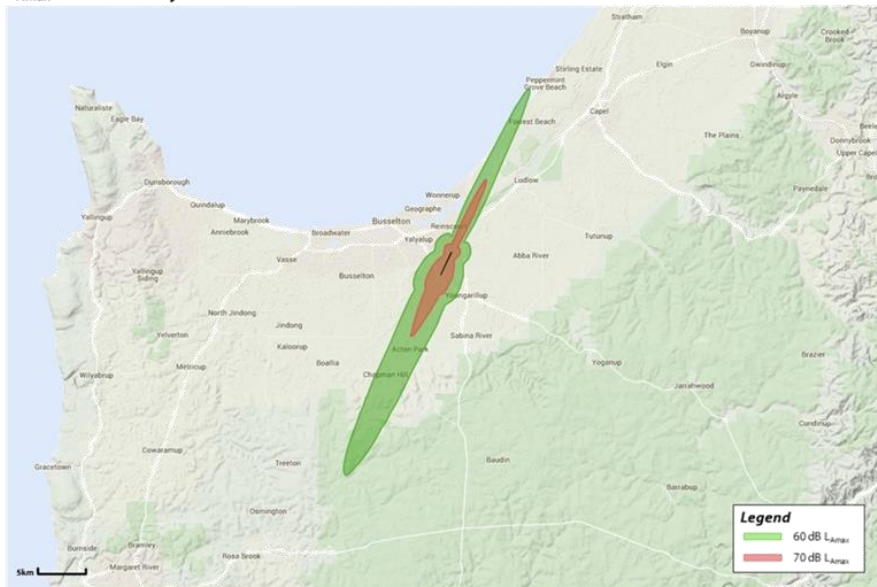 Stratham
Boyanup
Crooked
Brook
Stirling Estate
Elgin
Gwindinup
Peppermint
Grove Beach
Naturaliste
Argyle
Eagle Bay
Forrest Beach
Capel
The Plains
Donnybrook
Upper Capel
Dunsborough
Ludlow
Paynedale
Wonnerup
Quindalup
Geographe
Yallingup
Marybrook
Busselton
Anniebrook
Broadwater
Reinscourt
Yalyalup
Tutunup
Vasse
Abba River
Yallingup
Siding
Busselton
Yoongarillup
North Jindong
Jindong
Yelverton
Sabina River
Kaloorup
Acton Park
Boallia
Yoganup
Brazier
Metricup
Chapman Hill
Wilyabrup
Jarrahwood
Cundinup
Cowaramup
Gracetown
Treeton
Baudin
Barrabup
Osmington
Legend
60 dB LAmax
70 dB LAmax
Burnside
Bramley
Rosa Brook
Margaret River
5km